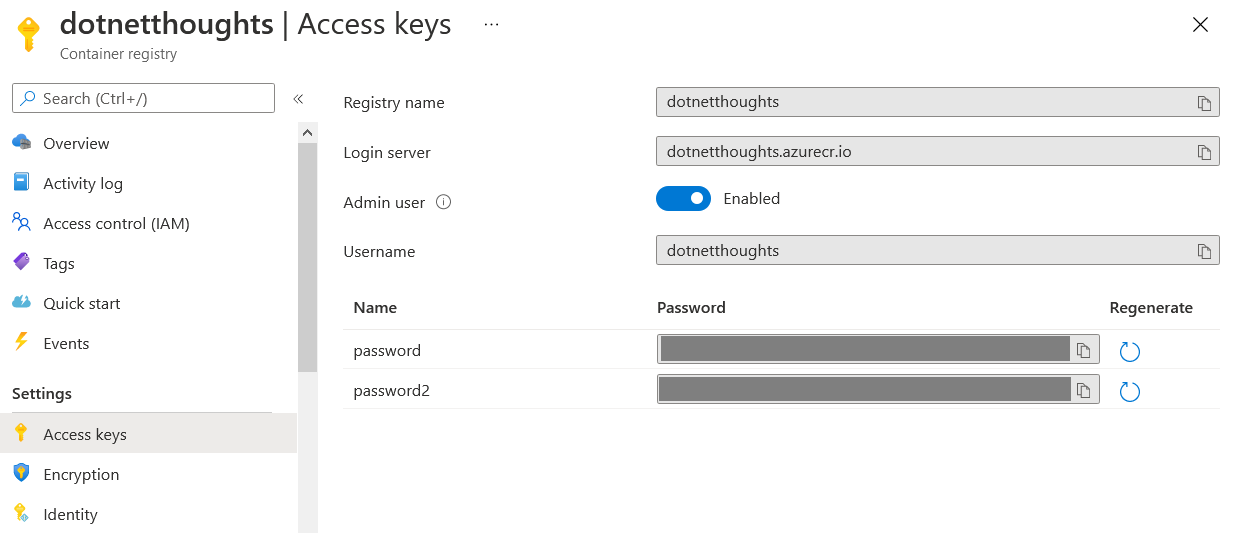 dotnetthoughts | Access keys ...
Container registry
Search (Ctrl+/)
«
Overview
Activity log
Access control (IAM)
Tags
Quick start
Events
Settings
Access keys
Encryption
Identity
Registry name dotnetthoughts
Login server dotnetthoughts.azurecr.io
Admin user Enabled
Username dotnetthoughts
Name Password Regenerate
password
password2